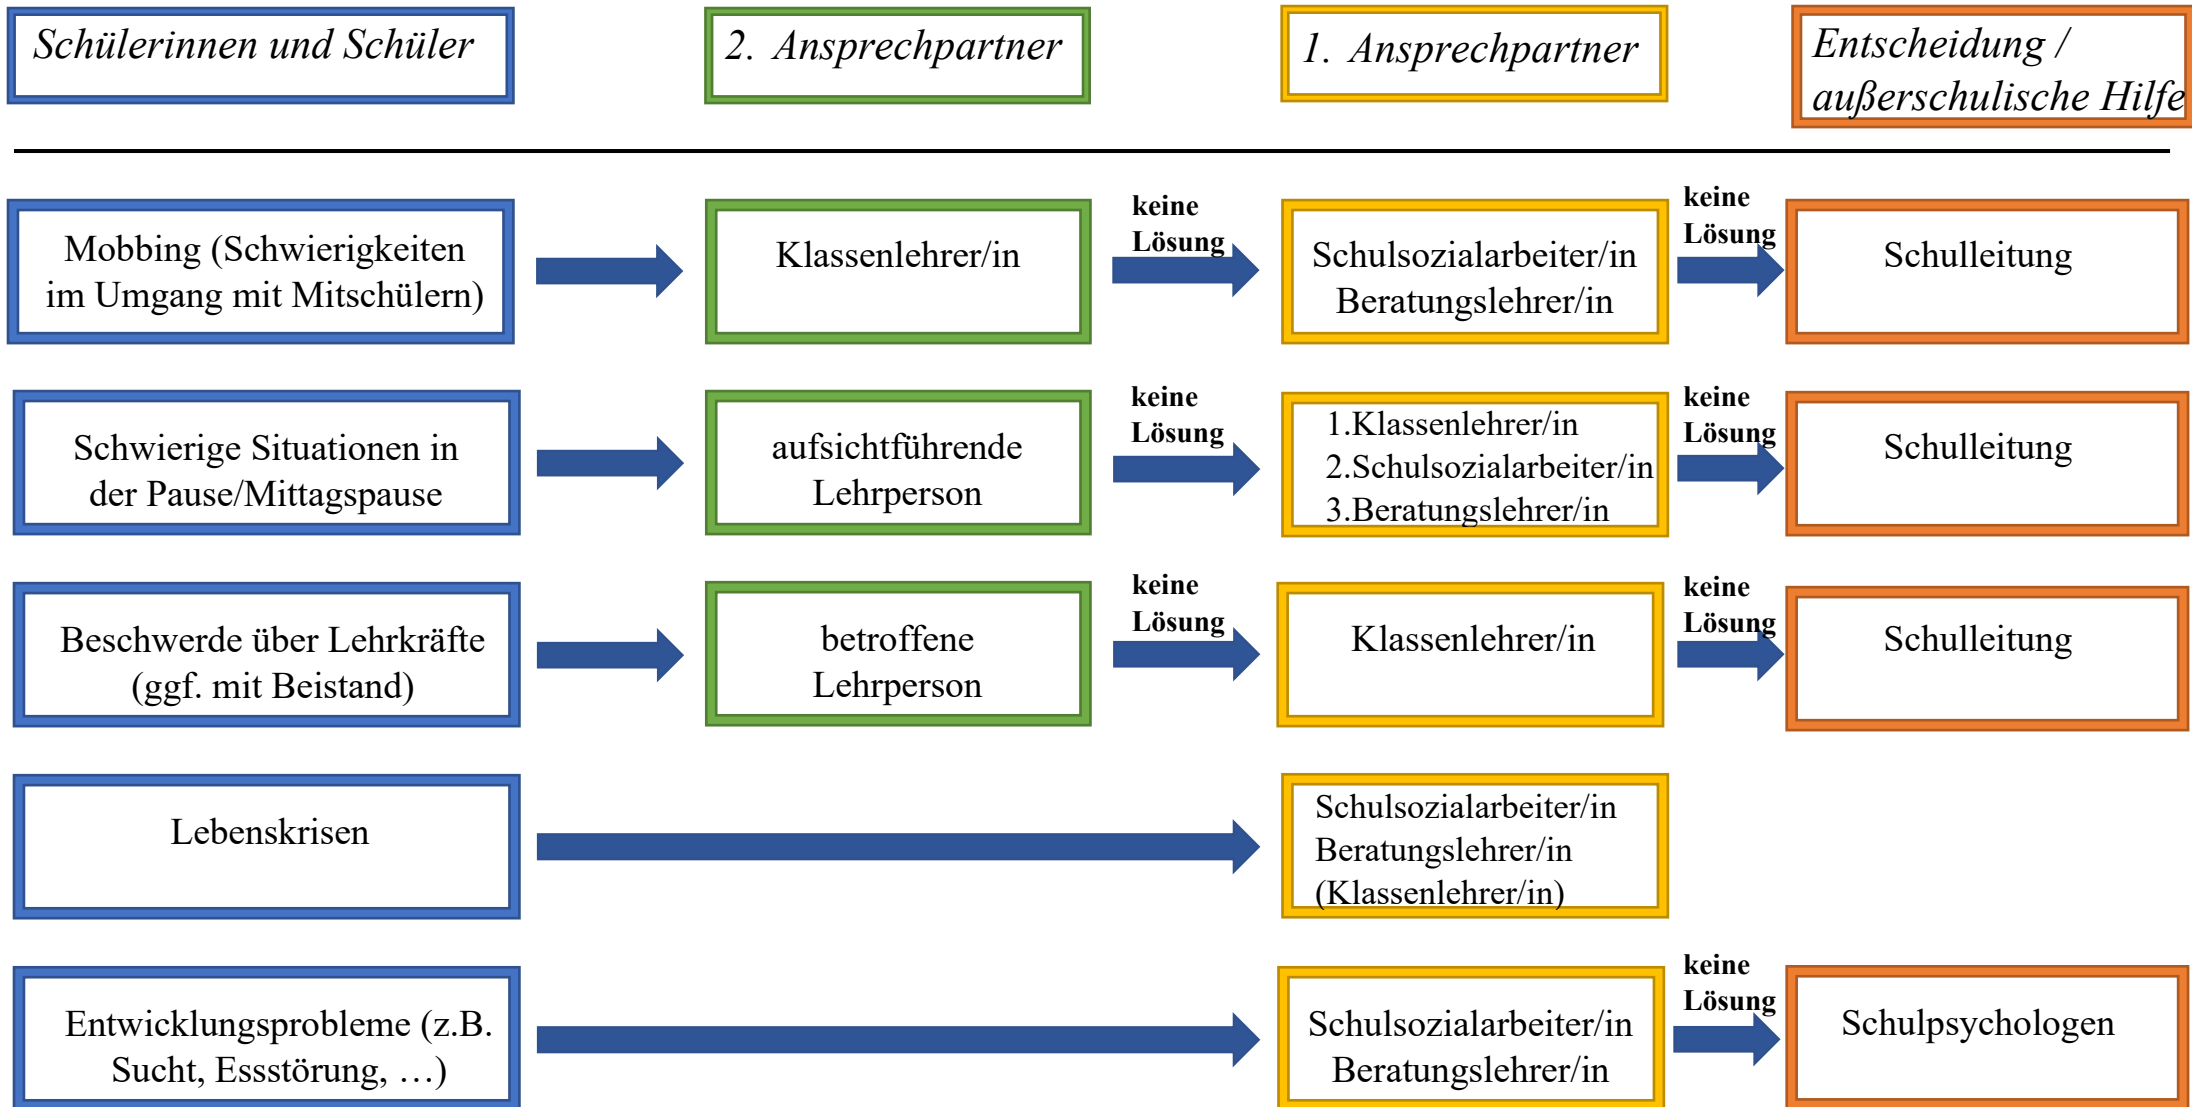 Schülerinnen und Schüler
2. Ansprechpartner
1. Ansprechpartner
Entscheidung /
außerschulische Hilfe
Mobbing (Schwierigkeiten
im Umgang mit Mitschülern)
Klassenlehrer/in
keine
Lösung
Schulsozialarbeiter/in
Beratungslehrer/in
keine
Lösung
Schulleitung
Schwierige Situationen in
der Pause/Mittagspause
aufsichtführende
Lehrperson
keine
Lösung
1.Klassenlehrer/in
2.Schulsozialarbeiter/in
3.Beratungslehrer/in
keine
Lösung
Schulleitung
Beschwerde über Lehrkräfte
(ggf. mit Beistand)
betroffene
Lehrperson
keine
Lösung
Klassenlehrer/in
keine
Lösung
Schulleitung
Lebenskrisen
Schulsozialarbeiter/in
Beratungslehrer/in
(Klassenlehrer/in)
Entwicklungsprobleme (z.B.
Sucht, Essstörung, …)
Schulsozialarbeiter/in
Beratungslehrer/in
keine
Lösung
Schulpsychologen